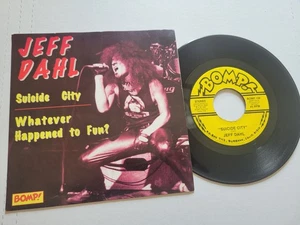 JEFF
DAHL
Suicide City
Whatever
Happened to Fun?
BOMP!
BOMP!
"SUICIDE CITY"
JEFF DAHL